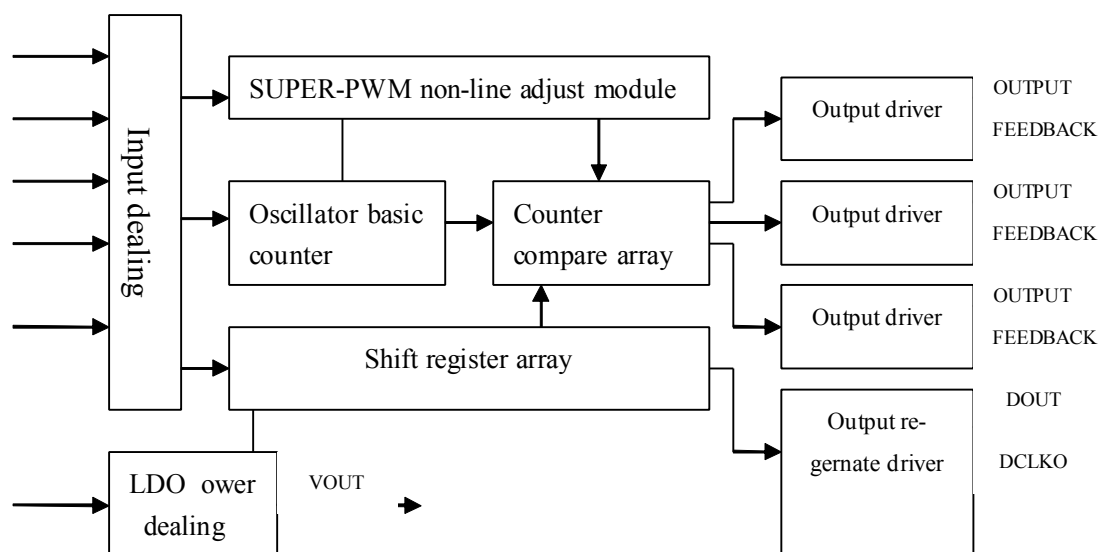 Input dealing
SUPER-PWM non-line adjust module
Oscillator basic
counter
Counter
compare array
Shift register array
LDO ower
dealing
VOUT
Output driver
OUTPUT
FEEDBACK
Output driver
OUTPUT
FEEDBACK
Output driver
OUTPUT
FEEDBACK
Output re-
gernate driver
DOUT
DCLKO